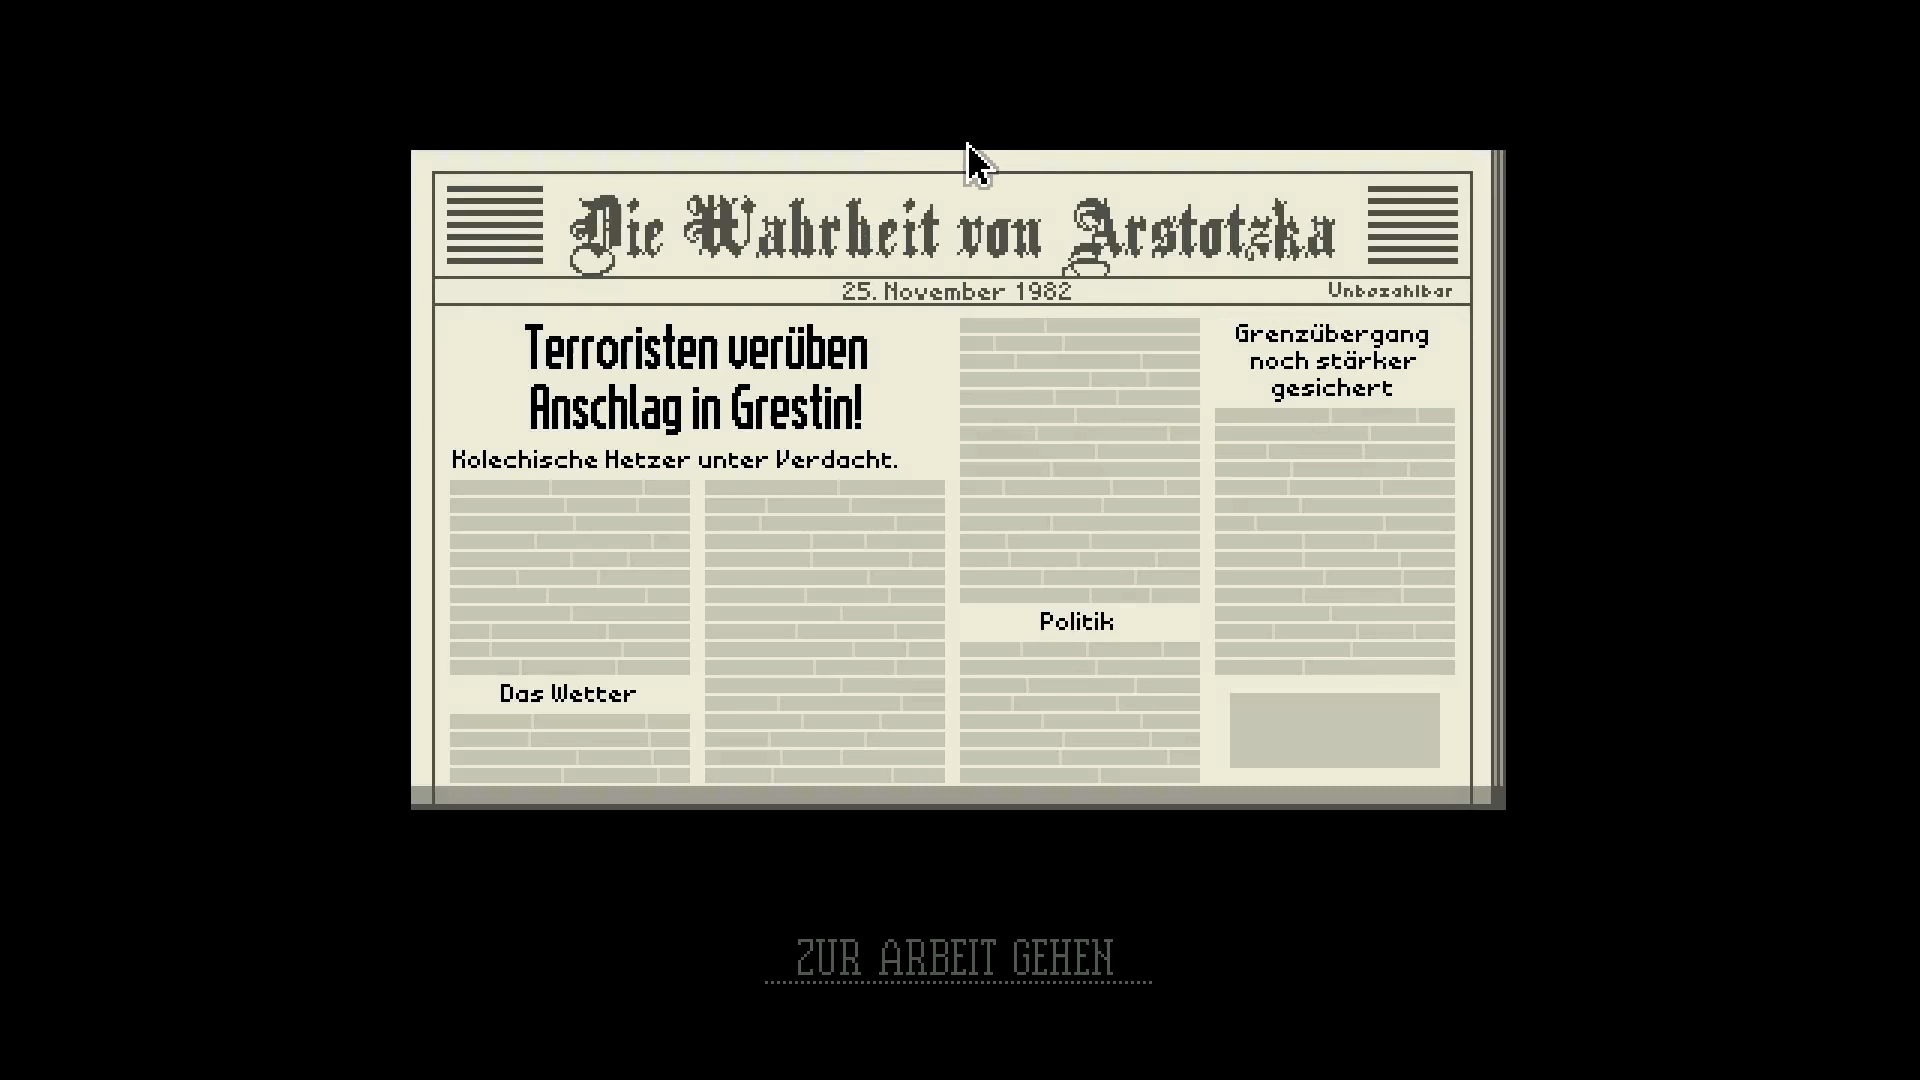 Die Wahrheit von Arstotzka
25. November 1982
Unbezahlbar
Terroristen verüben
Anschlag in Grestin!
Kolechische Hetzer unter Verdacht.
Das Wetter
Politik
Grenzübergang
noch stärker
gesichert
ZUR ARBEIT GEHEN